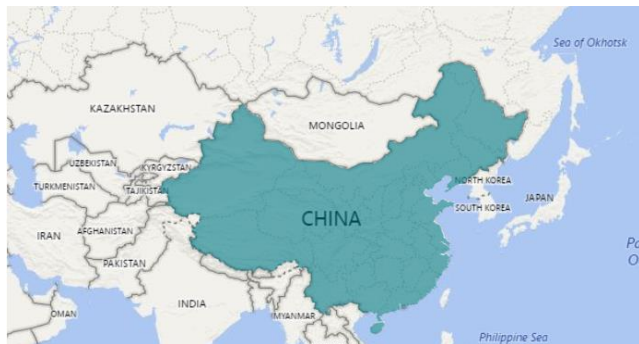 Sea of Okhotsk
KAZAKHSTAN
MONGOLIA
UZBEKISTAN
KYRGYZSTAN
TURKMENISTAN
TAJIKISTAN
NORTH KOREA
JAPAN
SOUTH KOREA
CHINA
AFGHANISTAN
IRAN
PAKISTAN
INDIA
OMAN
MYANMAR
Philippine Sea